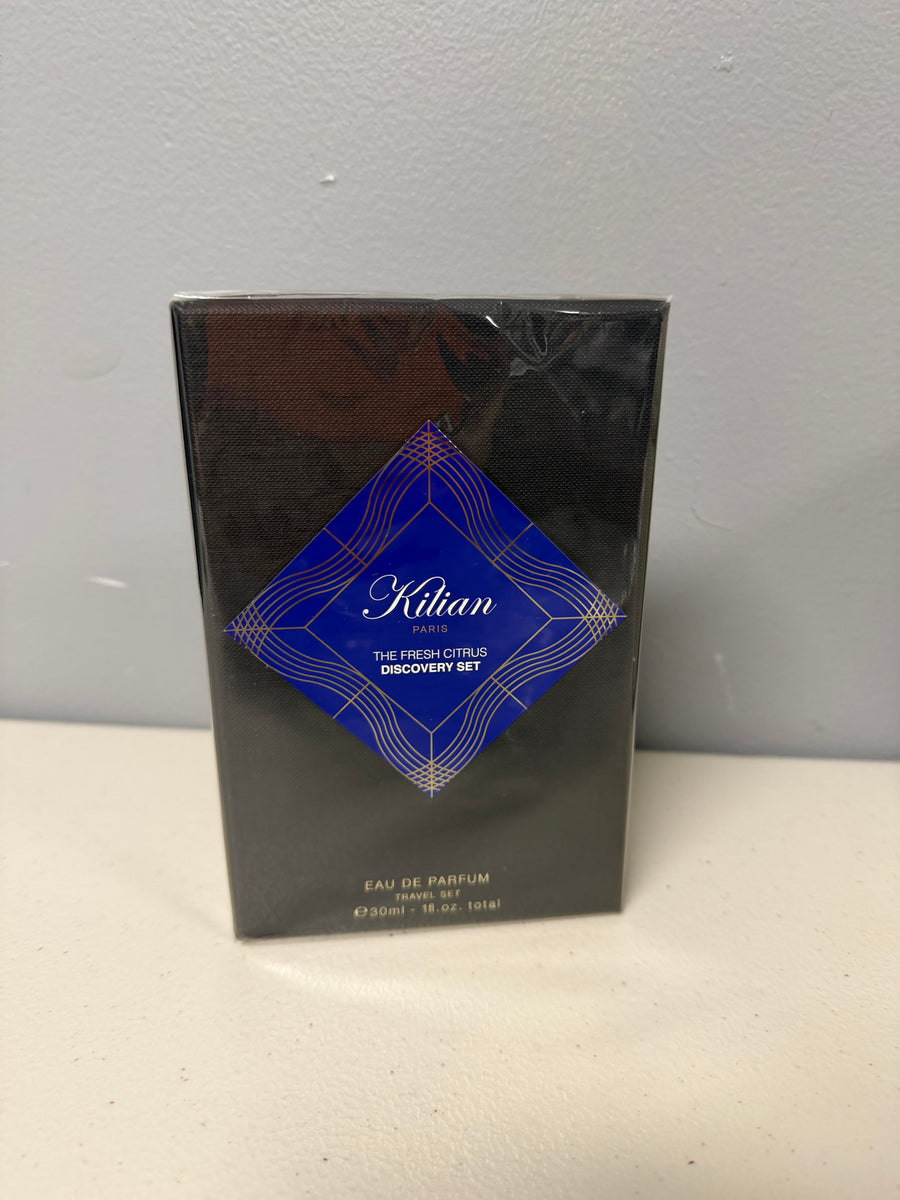 Kilian
PARIS
THE FRESH CITRUS
DISCOVERY SET
EAU DE PARFUM
TRAVEL SET
℮30ml - 1fl.oz. total